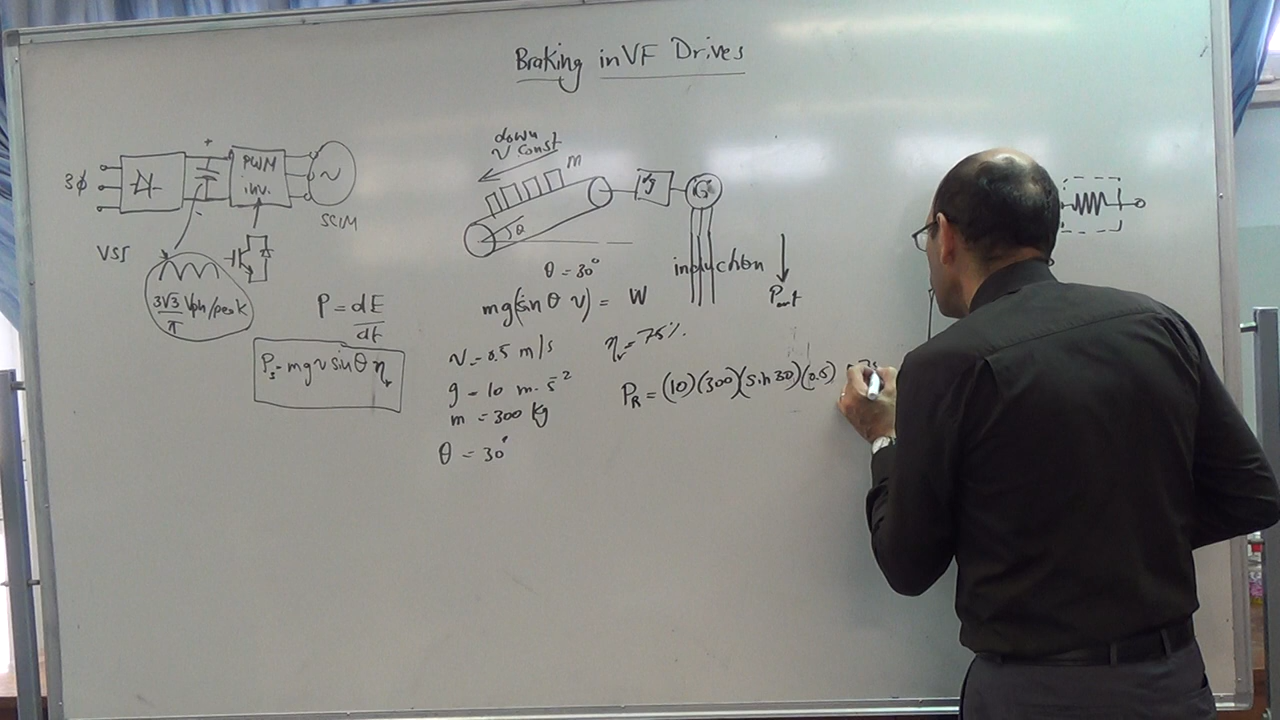 Braking in VF Drives
3φ
+
-
PWM
inv.
~
SCIM
VSI
3√3/π Vph/peak
P = dE/dt
Ps = mgv sinθ ηr
down
v const
m
θ
g
G
θ = 30°
induction
Pout
mg(sin θ v) = W
v = 0.5 m/s
g = 10 m·s⁻²
m = 300 kg
θ = 30°
ηr = 75%
PR = (10)(300)(sin 30)(0.5)